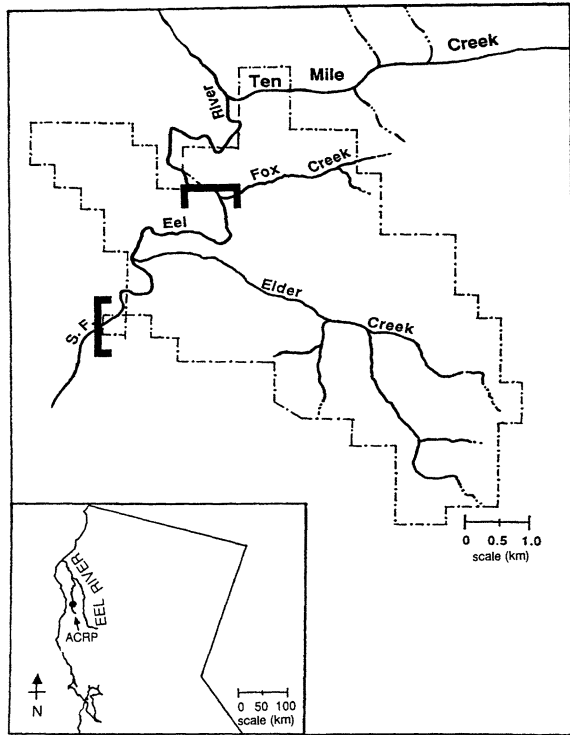 Creek
Mile
Ten
River
Creek
Fox
Eel
Elder
Creek
S. F.
0 0.5 1.0
scale (km)
EEL RIVER
ACRP
N
0 50 100
scale (km)